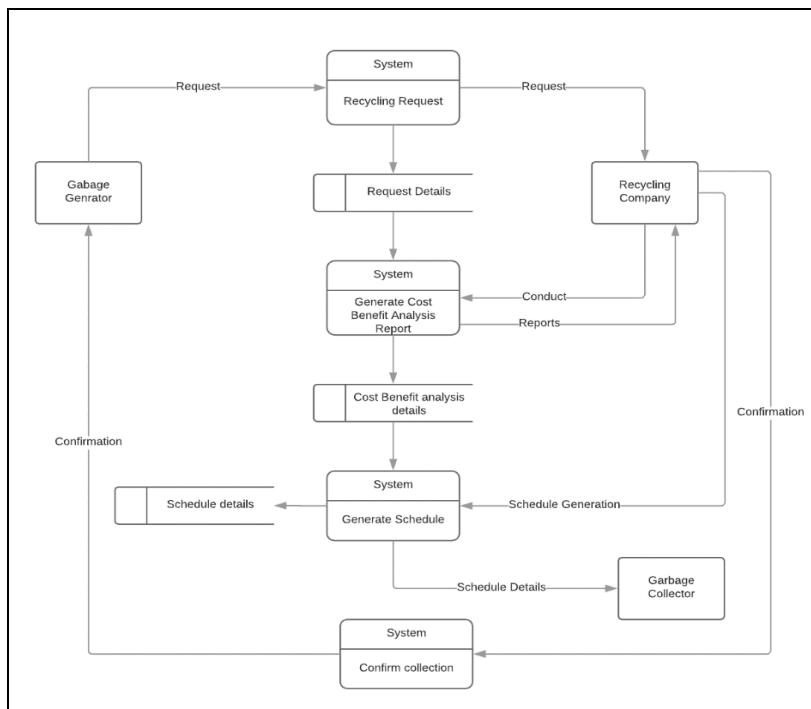 System
Request
Request
Recycling Request
Gabage
Genrator
Request Details
Recycling
Company
System
Generate Cost
Benefit Analysis
Report
Conduct
Reports
Cost Benefit analysis
details
Confirmation
Confirmation
System
Schedule details
Schedule Generation
Generate Schedule
Schedule Details
Garbage
Collector
System
Confirm collection